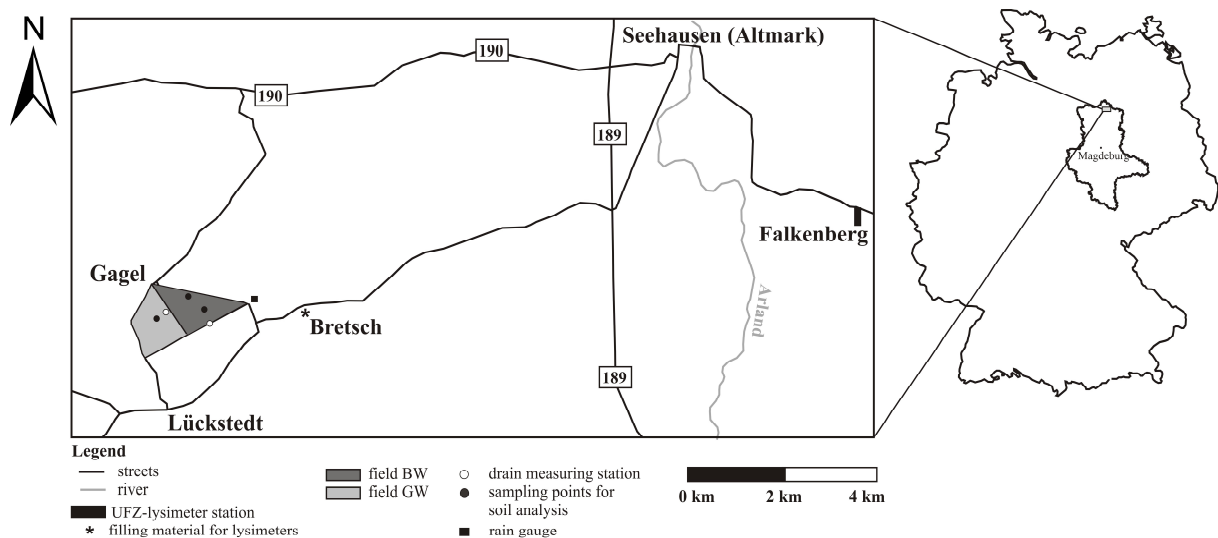 N
Seehausen (Altmark)
190
190
189
Magdeburg
Falkenberg
Gagel
Arland
Bretsch
189
Lückstedt
Legend
streets
river
UFZ-lysimeter station
* filling material for lysimeters
field BW
field GW
drain measuring station
sampling points for
soil analysis
rain gauge
0 km 2 km 4 km